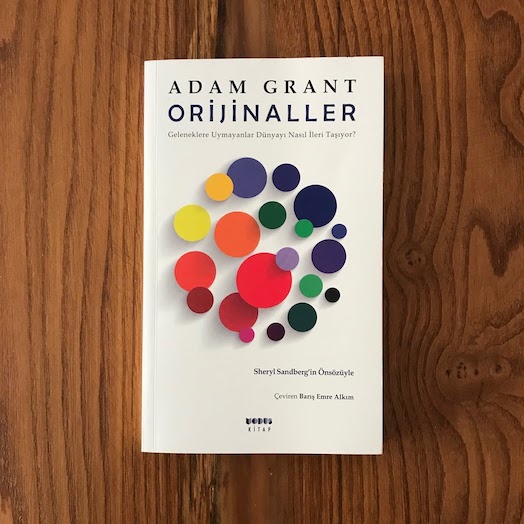 ADAM GRANT
ORİJİNALLER
Geleneklere Uymayanlar Dünyayı Nasıl İleri Taşıyor?
Sheryl Sandberg'in Önsözüyle
Çeviren Barış Emre Alkım
MODUS
KİTAP